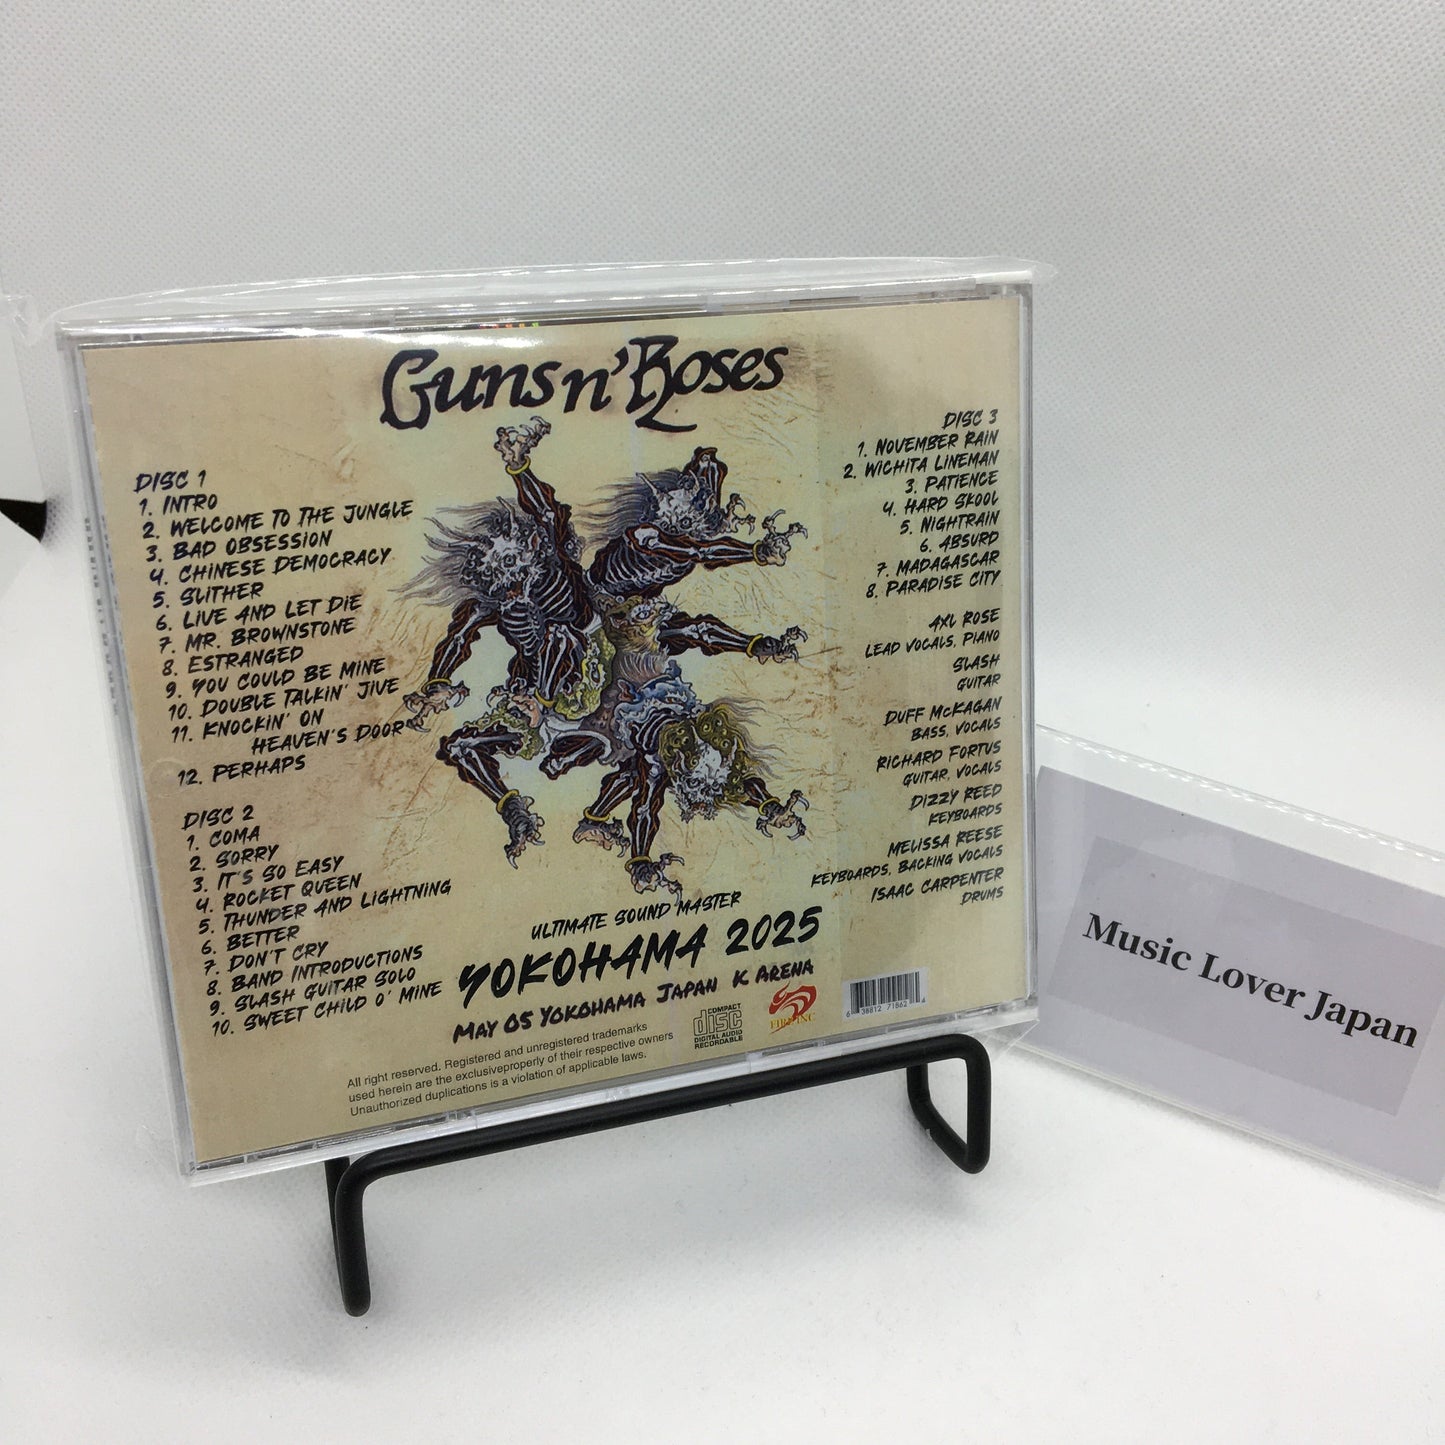 Guns n' Roses
DISC 1
1. INTRO
2. WELCOME TO THE JUNGLE
3. BAD OBSESSION
4. CHINESE DEMOCRACY
5. SLITHER
6. LIVE AND LET DIE
7. MR. BROWNSTONE
8. ESTRANGED
9. YOU COULD BE MINE
10. DOUBLE TALKIN' JIVE
11. KNOCKIN' ON
HEAVEN'S DOOR
12. PERHAPS
DISC 2
1. COMA
2. SORRY
3. IT'S SO EASY
4. ROCKET QUEEN
5. THUNDER AND LIGHTNING
6. BETTER
7. DON'T CRY
8. BAND INTRODUCTIONS
9. SLASH GUITAR SOLO
10. SWEET CHILD O' MINE
DISC 3
1. NOVEMBER RAIN
2. WICHITA LINEMAN
3. PATIENCE
4. HARD SKOOL
5. NIGHTRAIN
6. ABSURD
7. MADAGASCAR
8. PARADISE CITY
AXL ROSE
LEAD VOCALS, PIANO
SLASH
GUITAR
DUFF McKAGAN
BASS, VOCALS
RICHARD FORTUS
GUITAR, VOCALS
DIZZY REED
KEYBOARDS
MELISSA REESE
KEYBOARDS, BACKING VOCALS
ISAAC CARPENTER
DRUMS
ULTIMATE SOUND MASTER
YOKOHAMA 2025
MAY 05 YOKOHAMA JAPAN K ARENA
COMPACT
disc
DIGITAL AUDIO
RECORDABLE
FIRE INC
6 38812 71862 4
All right reserved. Registered and unregistered trademarks
used herein are the exclusiveproperly of their respective owners
Unauthorized duplications is a violation of applicable laws.
Music Lover Japan